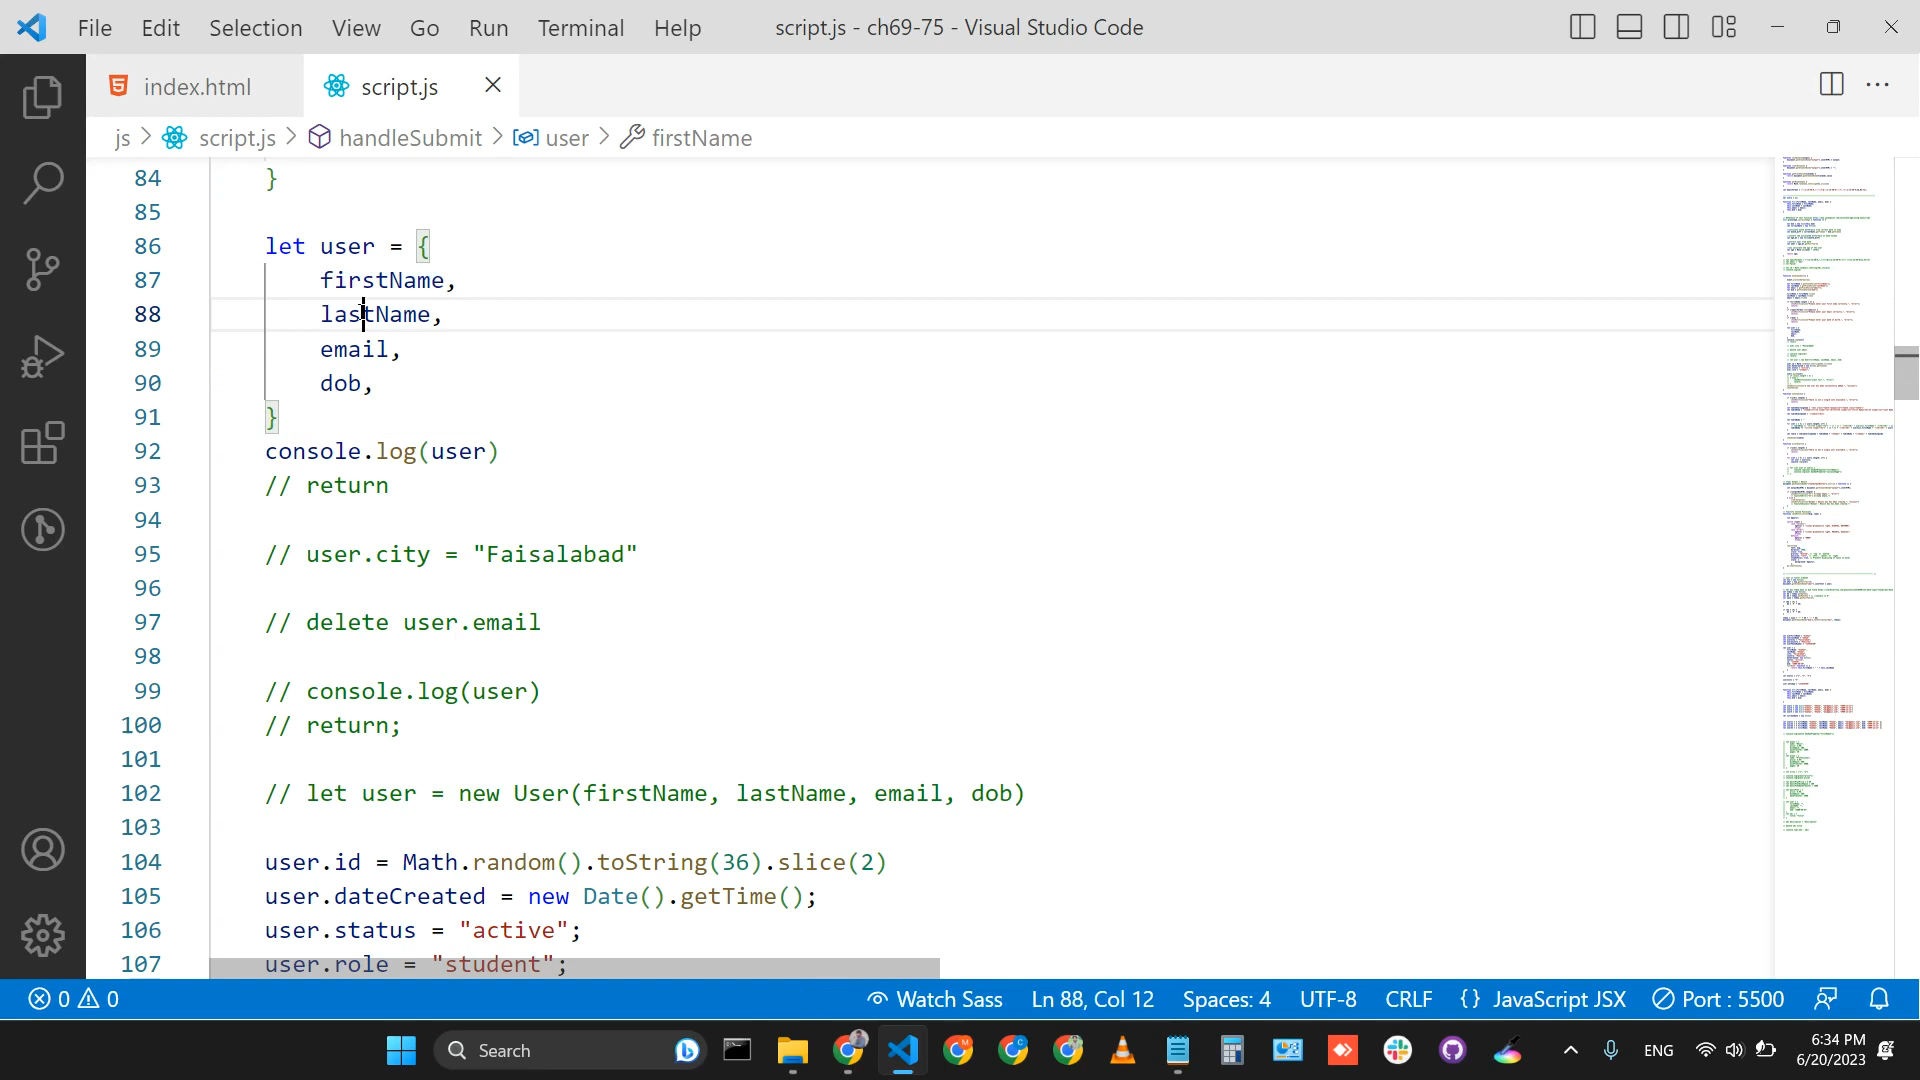 File Edit Selection View Go Run Terminal Help script.js - ch69-75 - Visual Studio Code
index.html script.js
js > script.js > handleSubmit > user > firstName
84 }
85
86 let user = {
87 firstName,
88 lastName,
89 email,
90 dob,
91 }
92 console.log(user)
93 // return
94
95 // user.city = "Faisalabad"
96
97 // delete user.email
98
99 // console.log(user)
100 // return;
101
102 // let user = new User(firstName, lastName, email, dob)
103
104 user.id = Math.random().toString(36).slice(2)
105 user.dateCreated = new Date().getTime();
106 user.status = "active";
107 user.role = "student";
0 0 Watch Sass Ln 88, Col 12 Spaces: 4 UTF-8 CRLF {} JavaScript JSX Port : 5500
Search ENG 6:34 PM
6/20/2023